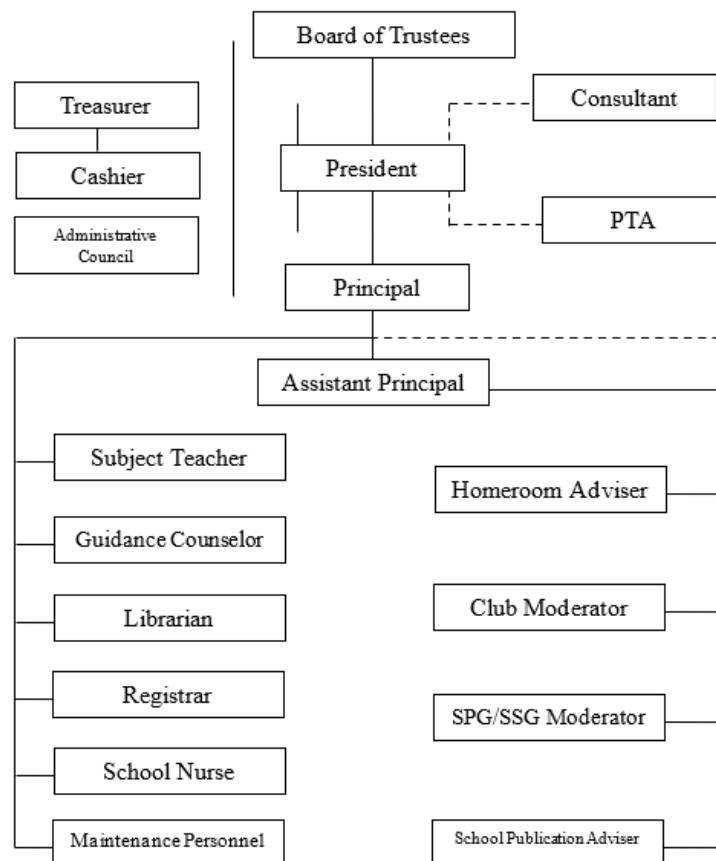 Board of Trustees
Treasurer
Consultant
Cashier
President
Administrative
Council
PTA
Principal
Assistant Principal
Subject Teacher
Homeroom Adviser
Guidance Counselor
Club Moderator
Librarian
Registrar
SPG/SSG Moderator
School Nurse
Maintenance Personnel
School Publication Adviser